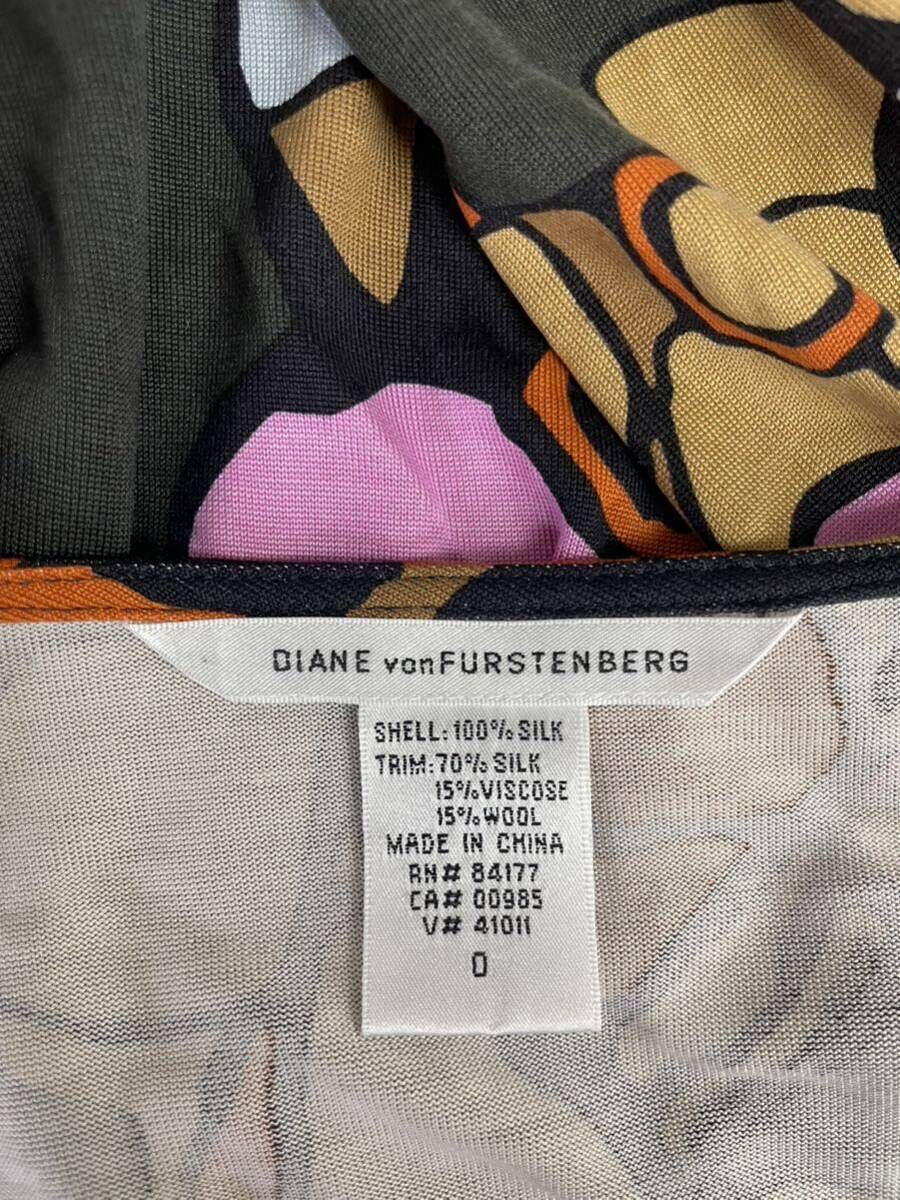 DIANE vonFURSTENBERG
SHELL: 100% SILK
TRIM: 70% SILK
15% VISCOSE
15% WOOL
MADE IN CHINA
RN# 84177
CA# 00985
V# 41011
0